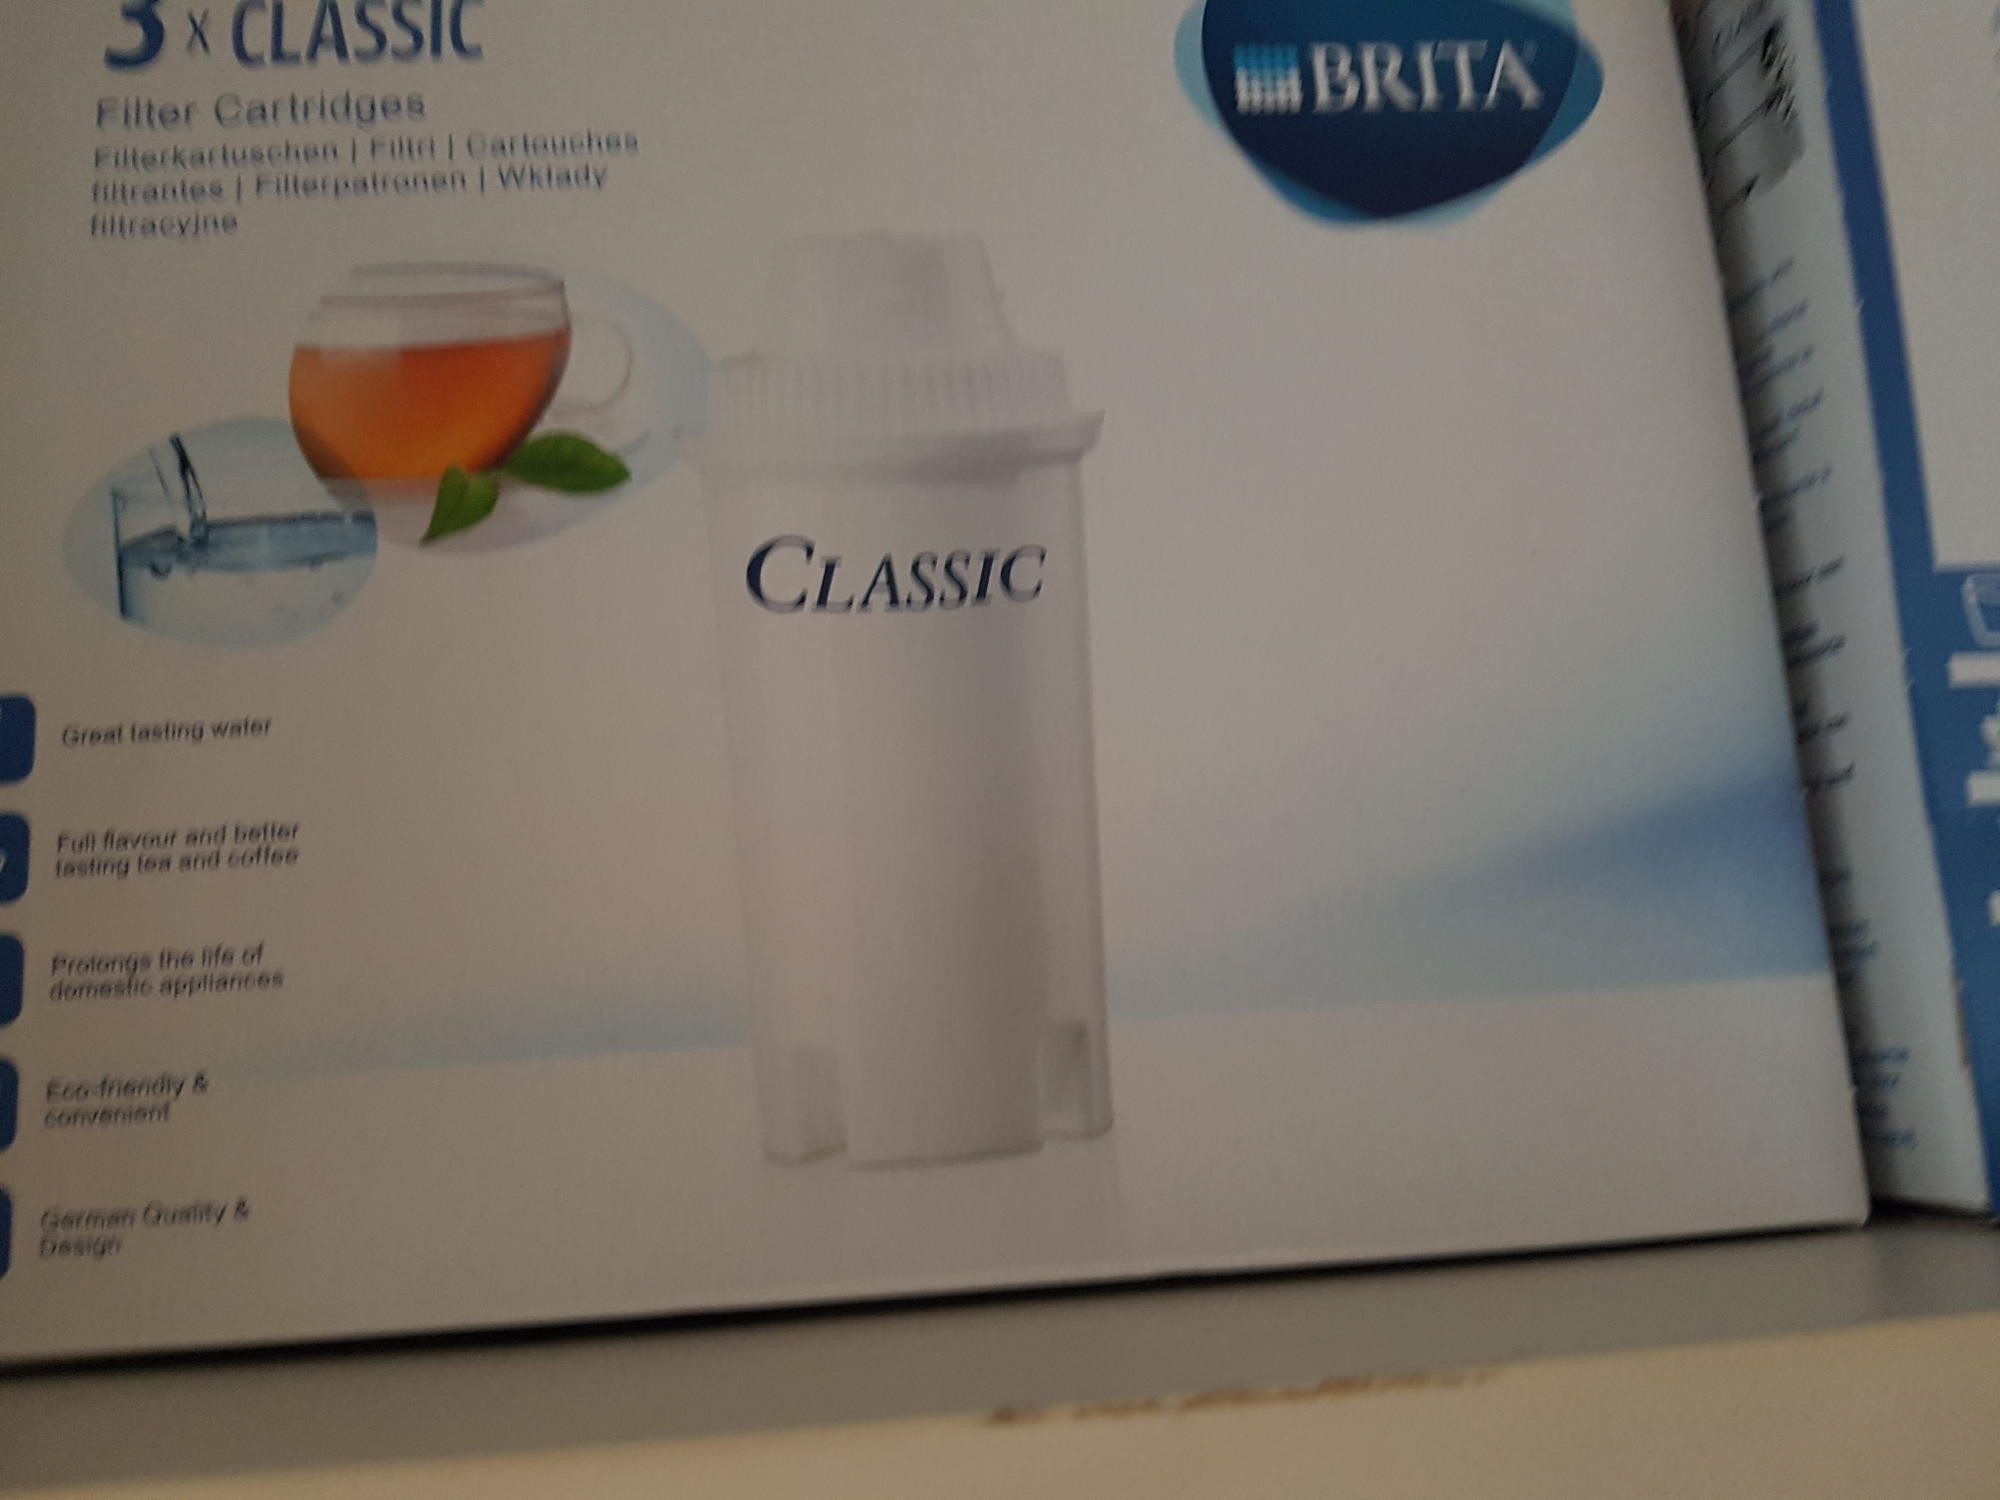 3 x CLASSIC
BRITA
Filter Cartridges
Filterkartuschen | Filtri | Cartouches
filtrantes | Filterpatronen | Wkłady
filtracyjne
CLASSIC
Great tasting water
Full flavour and better
tasting tea and coffee
Prolongs the life of
domestic appliances
Eco-friendly &
convenient
German Quality &
Design